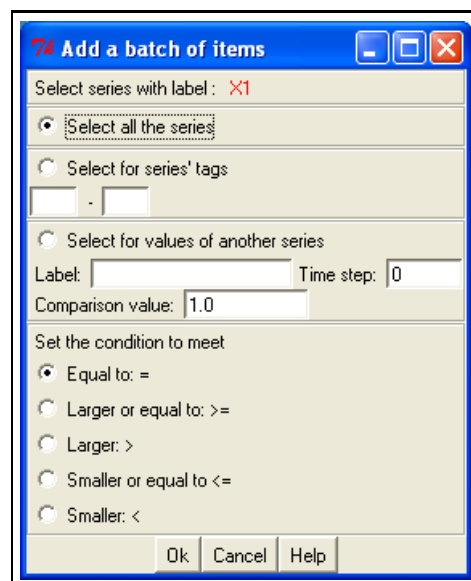 Add a batch of items
Select series with label : X1
Select all the series
Select for series' tags
-
Select for values of another series
Label: Time step: 0
Comparison value: 1.0
Set the condition to meet
Equal to: =
Larger or equal to: >=
Larger: >
Smaller or equal to <=
Smaller: <
Ok Cancel Help